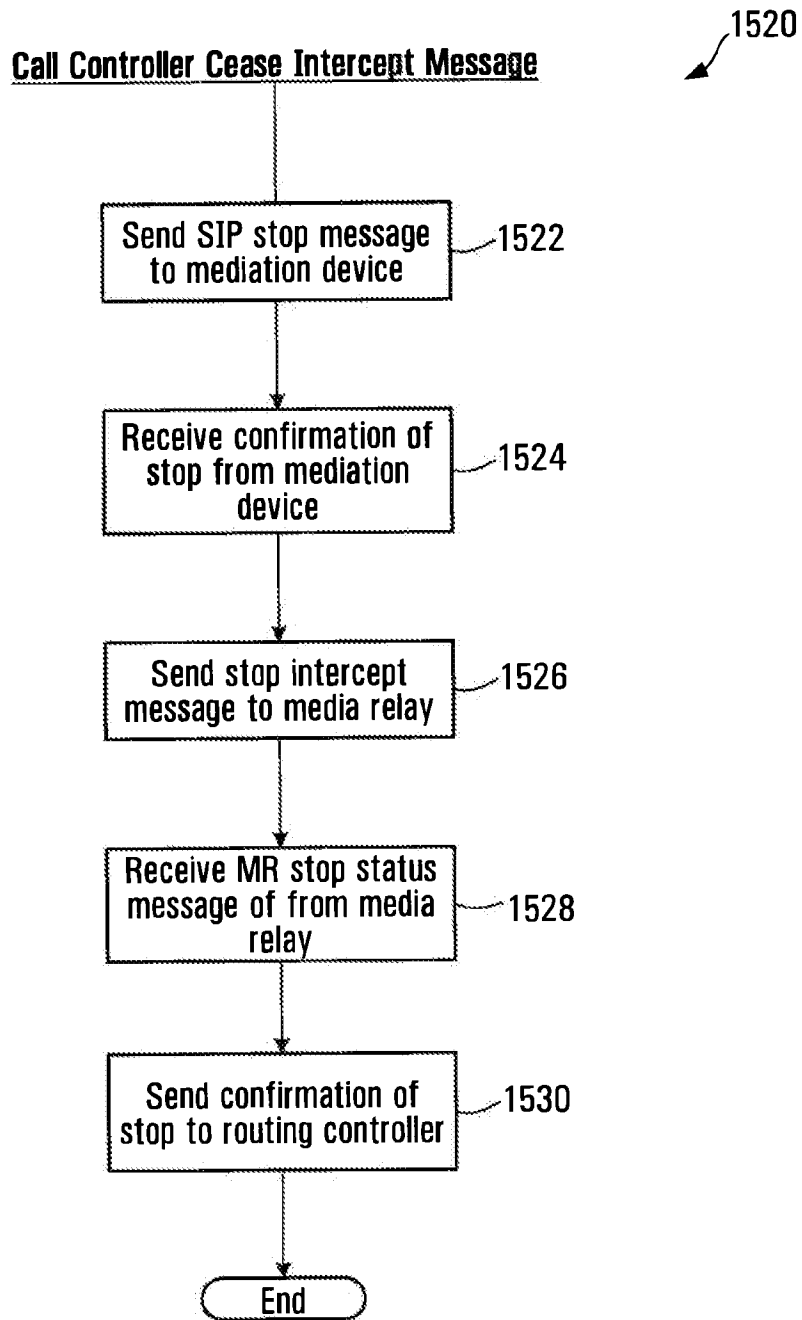 1520
Call Controller Cease Intercept Message
Send SIP stop message
to mediation device
1522
Receive confirmation of
stop from mediation
device
1524
Send stop intercept
message to media relay
1526
Receive MR stop status
message of from media
relay
1528
Send confirmation of
stop to routing controller
1530
End